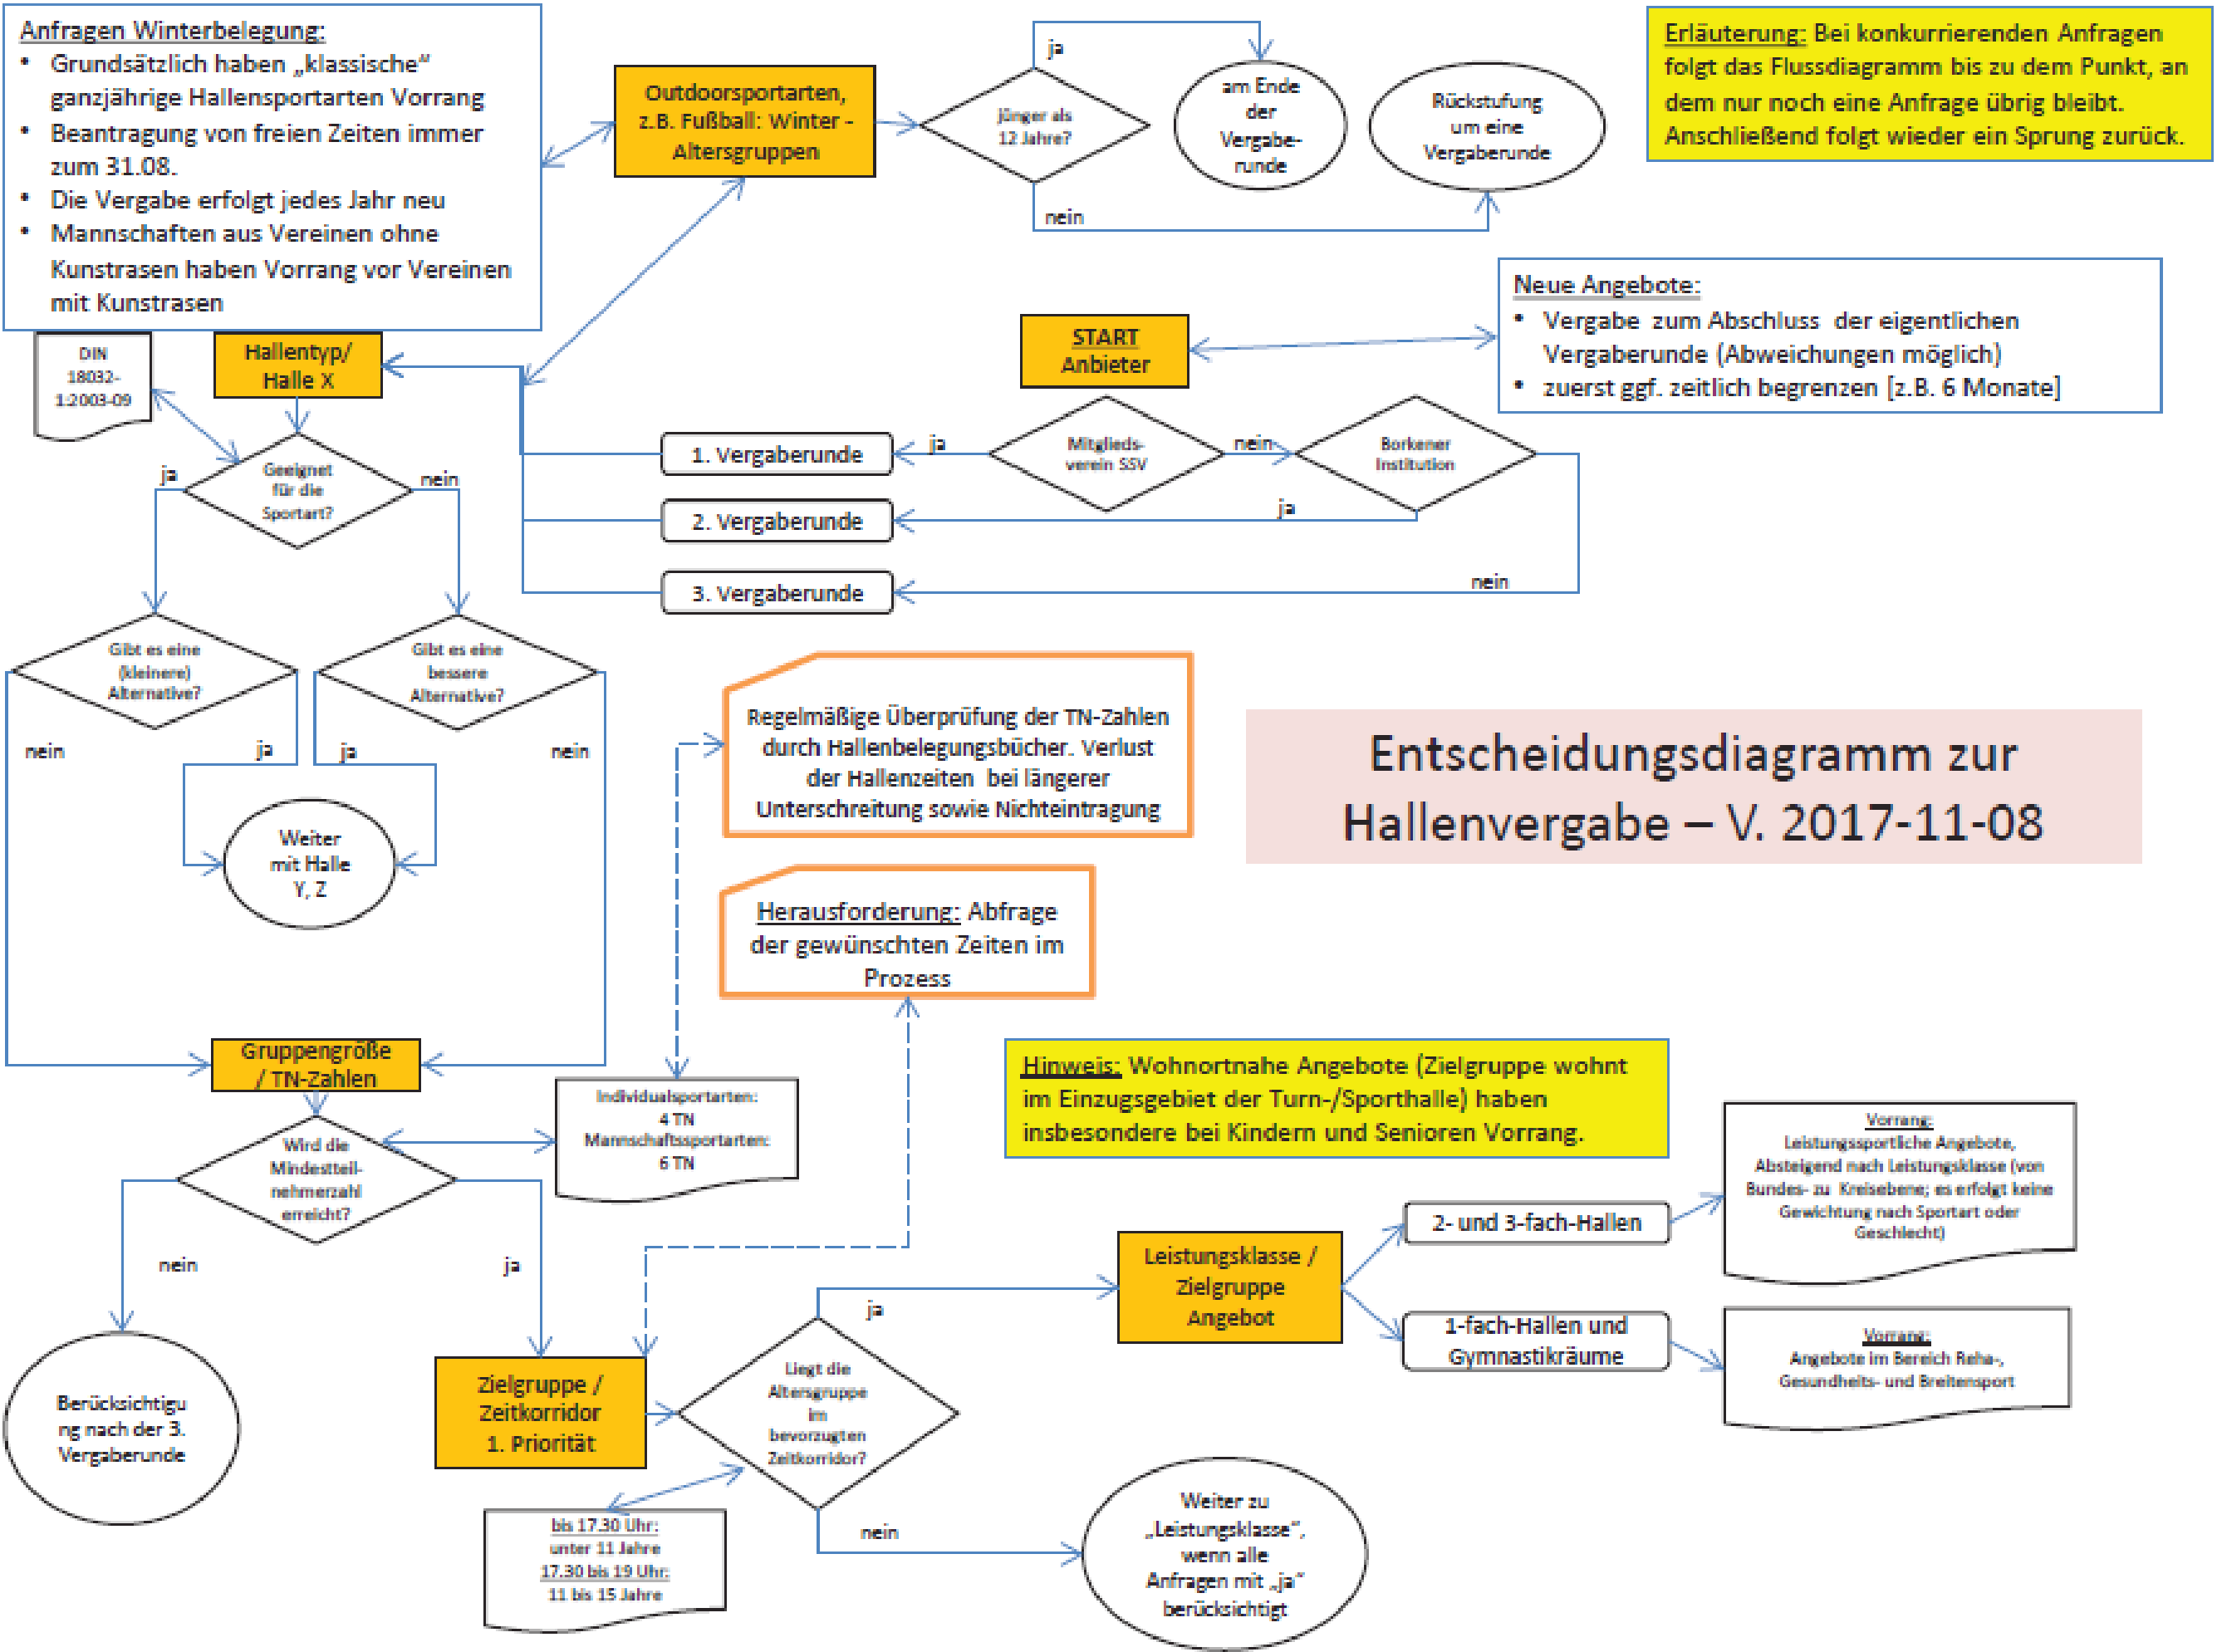 Anfragen Winterbelegung:
• Grundsätzlich haben „klassische“
ganzjährige Hallensportarten Vorrang
• Beantragung von freien Zeiten immer
zum 31.08.
• Die Vergabe erfolgt jedes Jahr neu
• Mannschaften aus Vereinen ohne
Kunstrasen haben Vorrang vor Vereinen
mit Kunstrasen
Outdoorsportarten,
z.B. Fußball: Winter -
Altersgruppen
ja
Jünger als
12 Jahre?
nein
am Ende
der
Vergabe-
runde
Rückstufung
um eine
Vergaberunde
Erläuterung: Bei konkurrierenden Anfragen
folgt das Flussdiagramm bis zu dem Punkt, an
dem nur noch eine Anfrage übrig bleibt.
Anschließend folgt wieder ein Sprung zurück.
Neue Angebote:
• Vergabe zum Abschluss der eigentlichen
Vergaberunde (Abweichungen möglich)
• zuerst ggf. zeitlich begrenzen [z.B. 6 Monate]
START
Anbieter
Mitglieds-
verein SSV
ja
nein
Borkener
Institution
ja
nein
1. Vergaberunde
2. Vergaberunde
3. Vergaberunde
DIN
18032-
1:2003-09
Hallentyp/
Halle X
Geeignet
für die
Sportart?
ja
nein
Gibt es eine
(kleinere)
Alternative?
Gibt es eine
bessere
Alternative?
nein
ja
ja
nein
Weiter
mit Halle
Y, Z
Regelmäßige Überprüfung der TN-Zahlen
durch Hallenbelegungsbücher. Verlust
der Hallenzeiten bei längerer
Unterschreitung sowie Nichteintragung
Entscheidungsdiagramm zur
Hallenvergabe – V. 2017-11-08
Herausforderung: Abfrage
der gewünschten Zeiten im
Prozess
Gruppengröße
/ TN-Zahlen
Wird die
Mindestteil-
nehmerzahl
erreicht?
Individualsportarten:
4 TN
Mannschaftssportarten:
6 TN
nein
ja
Berücksichtigu
ng nach der 3.
Vergaberunde
Zielgruppe /
Zeitkorridor
1. Priorität
Liegt die
Altersgruppe
im
bevorzugten
Zeitkorridor?
ja
nein
bis 17.30 Uhr:
unter 11 Jahre
17.30 bis 19 Uhr:
11 bis 15 Jahre
Weiter zu
„Leistungsklasse“,
wenn alle
Anfragen mit „ja“
berücksichtigt
Hinweis: Wohnortnahe Angebote (Zielgruppe wohnt
im Einzugsgebiet der Turn-/Sporthalle) haben
insbesondere bei Kindern und Senioren Vorrang.
Leistungsklasse /
Zielgruppe
Angebot
2- und 3-fach-Hallen
1-fach-Hallen und
Gymnastikräume
Vorrang:
Leistungssportliche Angebote,
Absteigend nach Leistungsklasse (von
Bundes- zu Kreisebene; es erfolgt keine
Gewichtung nach Sportart oder
Geschlecht)
Vorrang:
Angebote im Bereich Reha-,
Gesundheits- und Breitensport